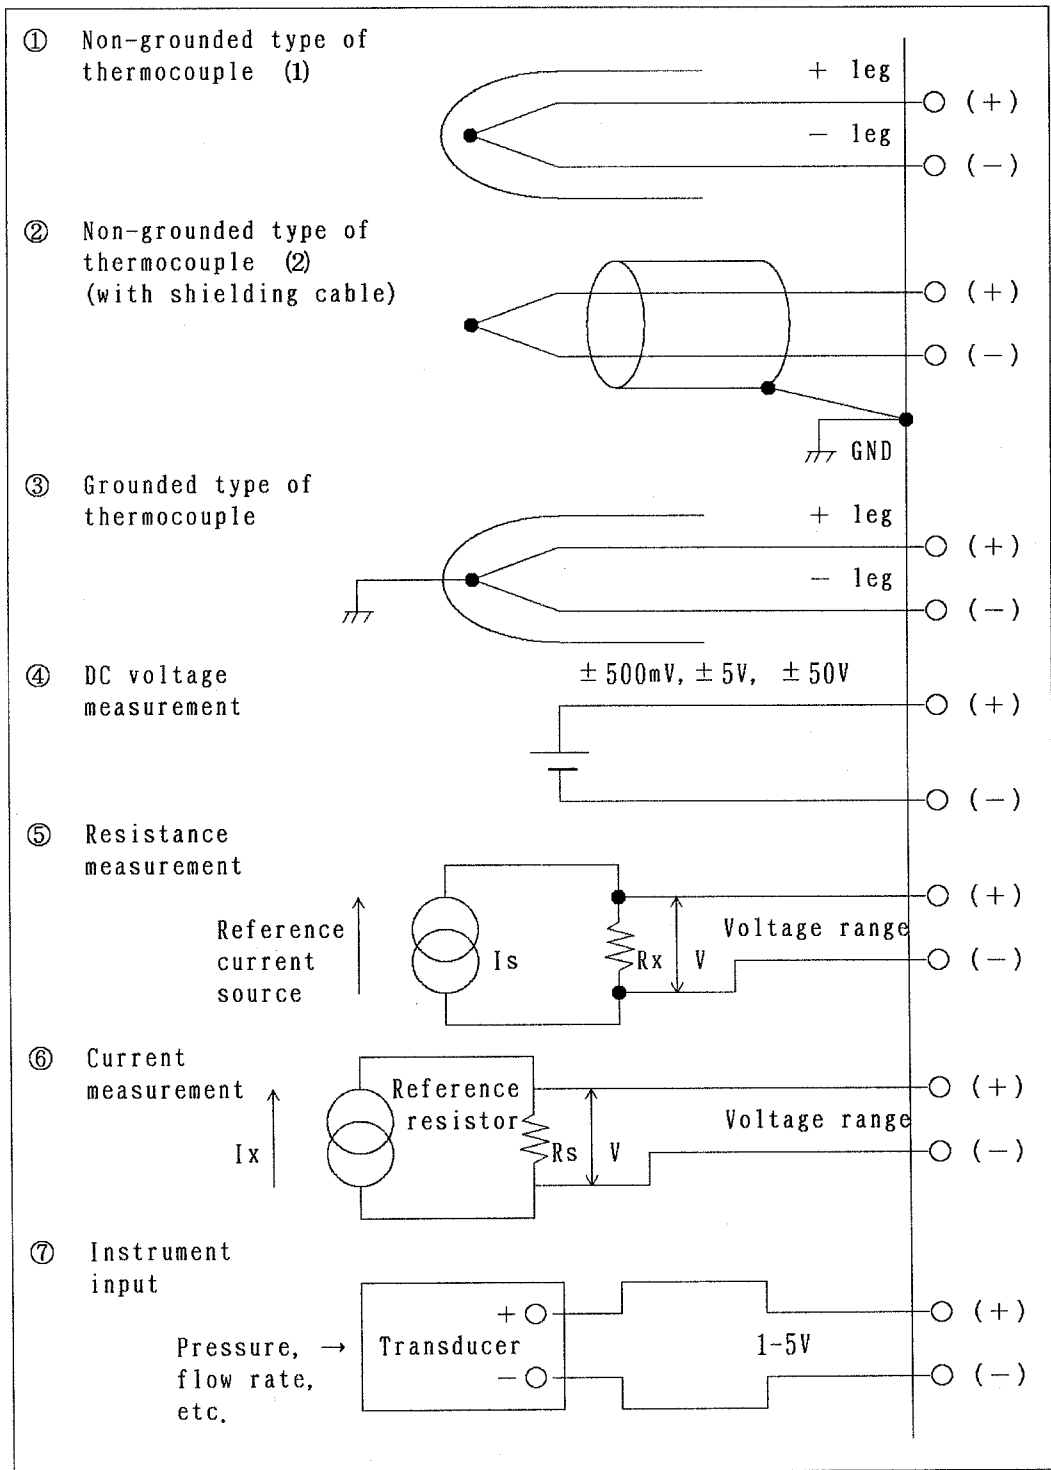 ① Non-grounded type of
thermocouple (1)
+ leg
(+)
− leg
(−)
② Non-grounded type of
thermocouple (2)
(with shielding cable)
(+)
(−)
GND
③ Grounded type of
thermocouple
+ leg
(+)
− leg
(−)
④ DC voltage
measurement
±500mV, ±5V, ±50V
(+)
(−)
⑤ Resistance
measurement
(+)
Reference
current
source
Is
Rx
V
Voltage range
(−)
⑥ Current
measurement
Ix
Reference
resistor
Rs
V
(+)
Voltage range
(−)
⑦ Instrument
input
Pressure, →
flow rate,
etc.
+
Transducer
−
1-5V
(+)
(−)